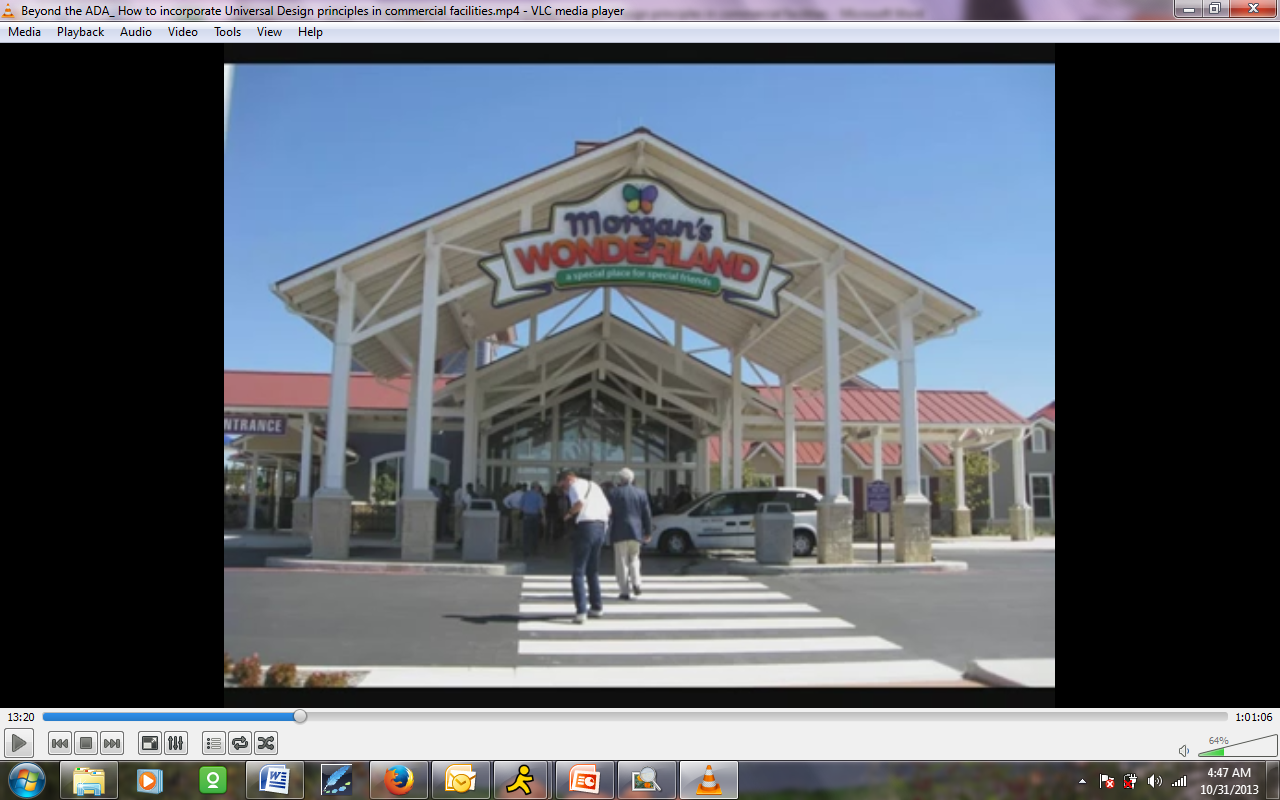 Beyond the ADA_ How to incorporate Universal Design principles in commercial facilities.mp4 - VLC media player
Media Playback Audio Video Tools View Help
Morgan's
WONDERLAND
a special place for special friends
NTRANCE
13:20
1:01:06
64%
4:47 AM
10/31/2013